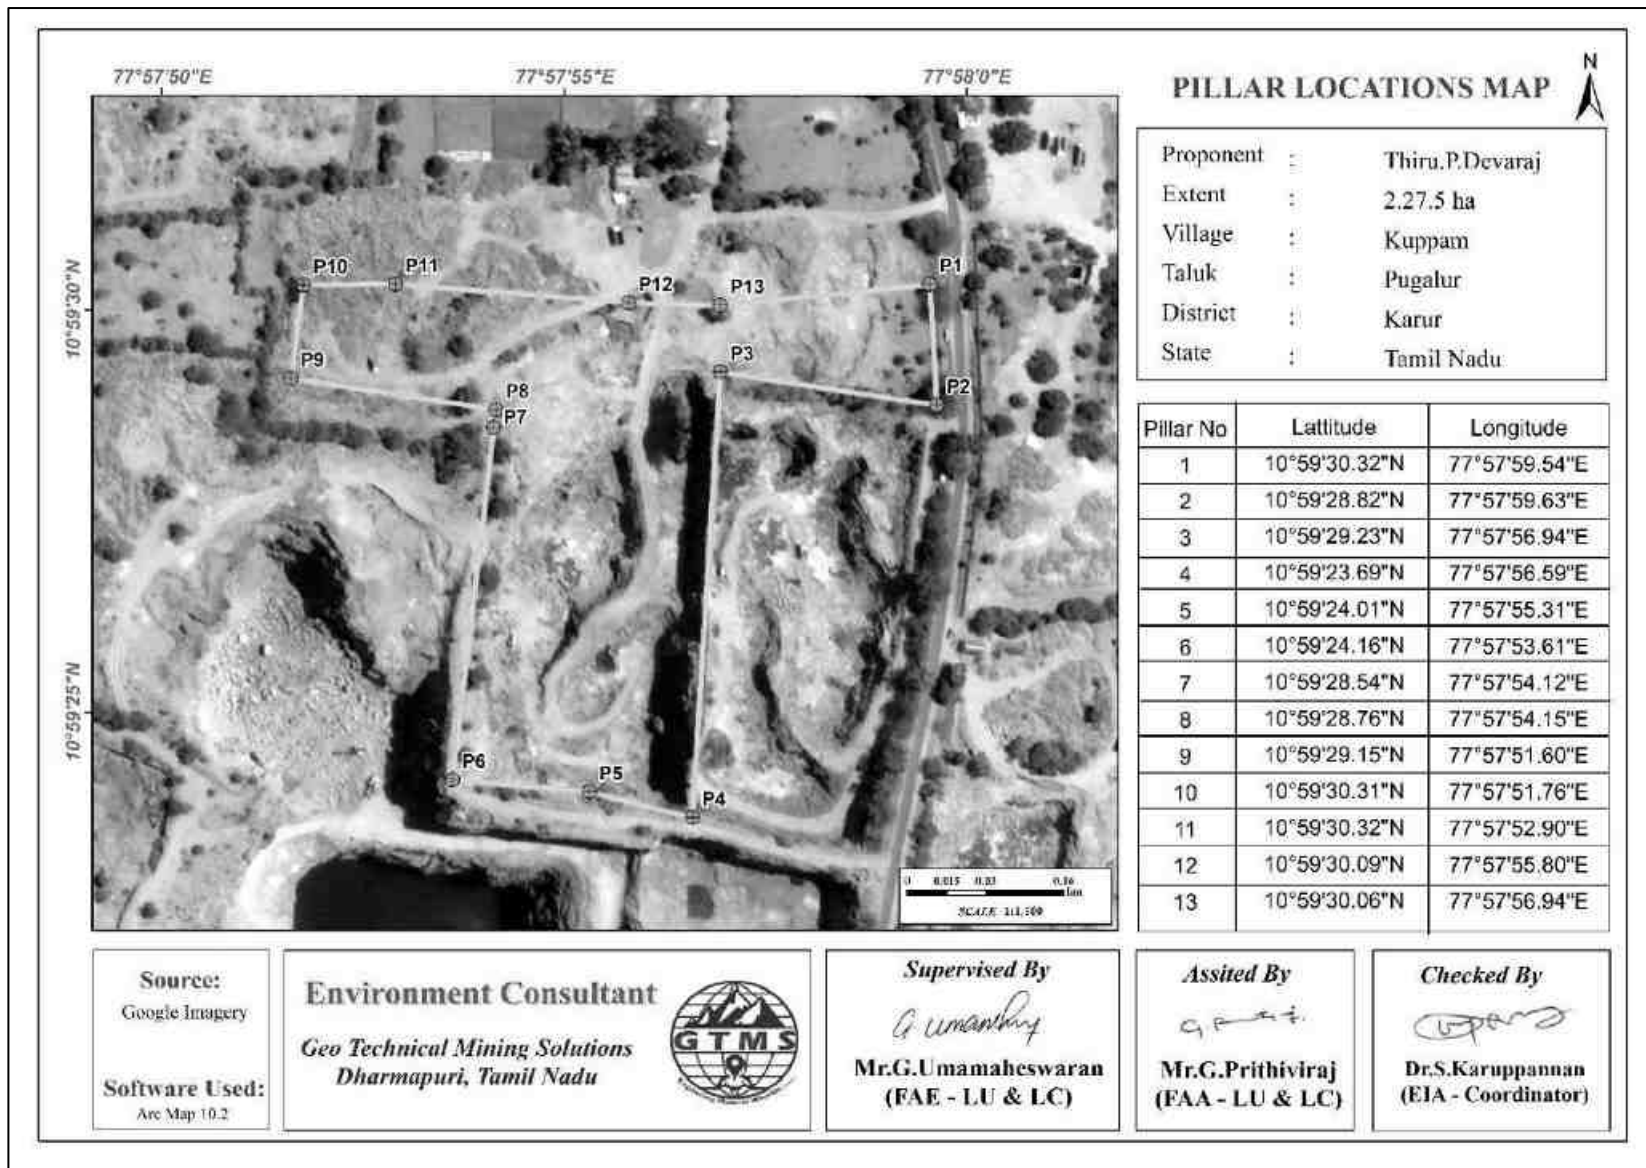 77°57'50"E
77°57'55"E
77°58'0"E
N
PILLAR LOCATIONS MAP
Proponent : Thiru.P.Devaraj
Extent : 2.27.5 ha
Village : Kuppam
Taluk : Pugalur
District : Karur
State : Tamil Nadu
10°59'30"N
10°59'25"N
P10
P11
P12
P13
P1
P9
P3
P8
P2
P7
P6
P5
P4
0 0.015 0.03 0.06
km
SCALE 1:1,500
Pillar No Lattitude Longitude
1 10°59'30.32"N 77°57'59.54"E
2 10°59'28.82"N 77°57'59.63"E
3 10°59'29.23"N 77°57'56.94"E
4 10°59'23.69"N 77°57'56.59"E
5 10°59'24.01"N 77°57'55.31"E
6 10°59'24.16"N 77°57'53.61"E
7 10°59'28.54"N 77°57'54.12"E
8 10°59'28.76"N 77°57'54.15"E
9 10°59'29.15"N 77°57'51.60"E
10 10°59'30.31"N 77°57'51.76"E
11 10°59'30.32"N 77°57'52.90"E
12 10°59'30.09"N 77°57'55.80"E
13 10°59'30.06"N 77°57'56.94"E
Source:
Google Imagery
Software Used:
Arc Map 10.2
Environment Consultant
Geo Technical Mining Solutions
Dharmapuri, Tamil Nadu
GTMS
Supervised By
Mr.G.Umamaheswaran
(FAE - LU & LC)
Assited By
Mr.G.Prithiviraj
(FAA - LU & LC)
Checked By
Dr.S.Karuppannan
(EIA - Coordinator)